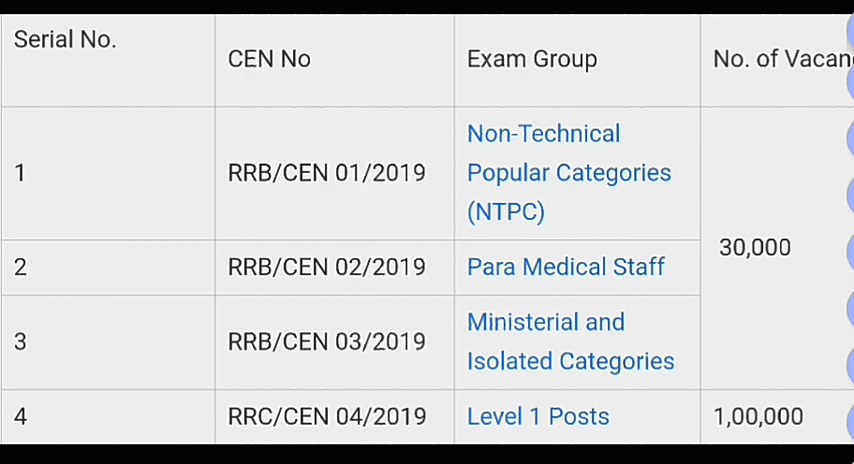 Serial No.
CEN No
Exam Group
No. of Vacan
1
RRB/CEN 01/2019
Non-Technical
Popular Categories
(NTPC)
30,000
2
RRB/CEN 02/2019
Para Medical Staff
3
RRB/CEN 03/2019
Ministerial and
Isolated Categories
4
RRC/CEN 04/2019
Level 1 Posts
1,00,000